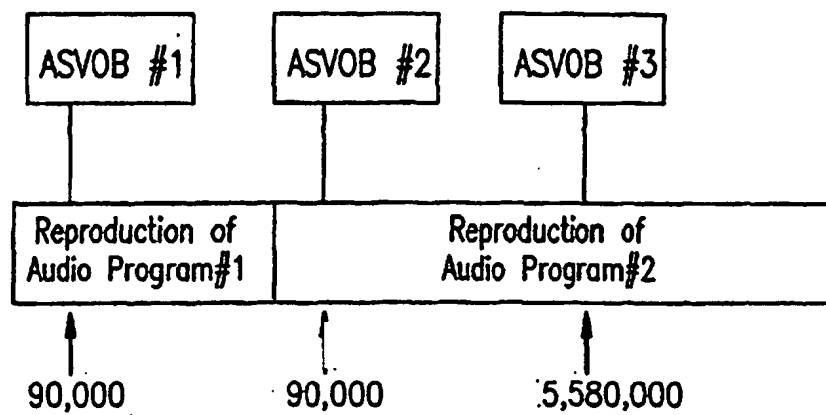 ASVOB #1
ASVOB #2
ASVOB #3
Reproduction of
Audio Program#1
Reproduction of
Audio Program#2
90,000
90,000
5,580,000